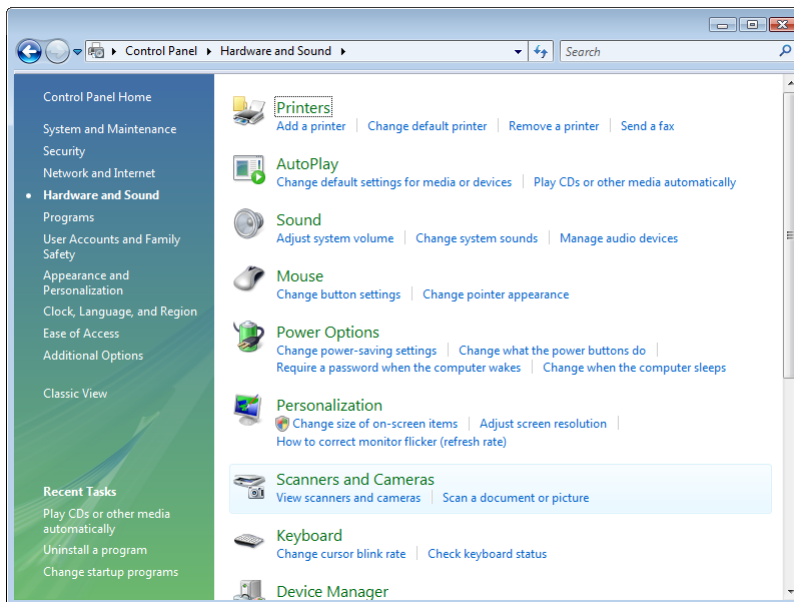 Control Panel Hardware and Sound Search
Control Panel Home
System and Maintenance
Security
Network and Internet
Hardware and Sound
Programs
User Accounts and Family
Safety
Appearance and
Personalization
Clock, Language, and Region
Ease of Access
Additional Options
Classic View
Recent Tasks
Play CDs or other media
automatically
Uninstall a program
Change startup programs
Printers
Add a printer Change default printer Remove a printer Send a fax
AutoPlay
Change default settings for media or devices Play CDs or other media automatically
Sound
Adjust system volume Change system sounds Manage audio devices
Mouse
Change button settings Change pointer appearance
Power Options
Change power-saving settings Change what the power buttons do
Require a password when the computer wakes Change when the computer sleeps
Personalization
Change size of on-screen items Adjust screen resolution
How to correct monitor flicker (refresh rate)
Scanners and Cameras
View scanners and cameras Scan a document or picture
Keyboard
Change cursor blink rate Check keyboard status
Device Manager